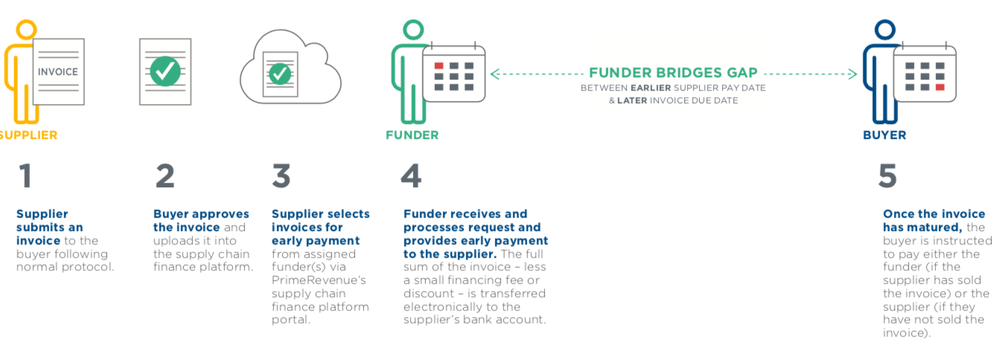 INVOICE
FUNDER BRIDGES GAP
BETWEEN EARLIER SUPPLIER PAY DATE
& LATER INVOICE DUE DATE
SUPPLIER
FUNDER
BUYER
1
Supplier
submits an
invoice to the
buyer following
normal protocol.
2
Buyer approves
the invoice and
uploads it into
the supply chain
finance platform.
3
Supplier selects
invoices for
early payment
from assigned
funder(s) via
PrimeRevenue's
supply chain
finance platform
portal.
4
Funder receives and
processes request and
provides early payment
to the supplier. The full
sum of the invoice – less
a small financing fee or
discount – is transferred
electronically to the
supplier's bank account.
5
Once the invoice
has matured, the
buyer is instructed
to pay either the
funder (if the
supplier has sold
the invoice) or the
supplier (if they
have not sold the
invoice).